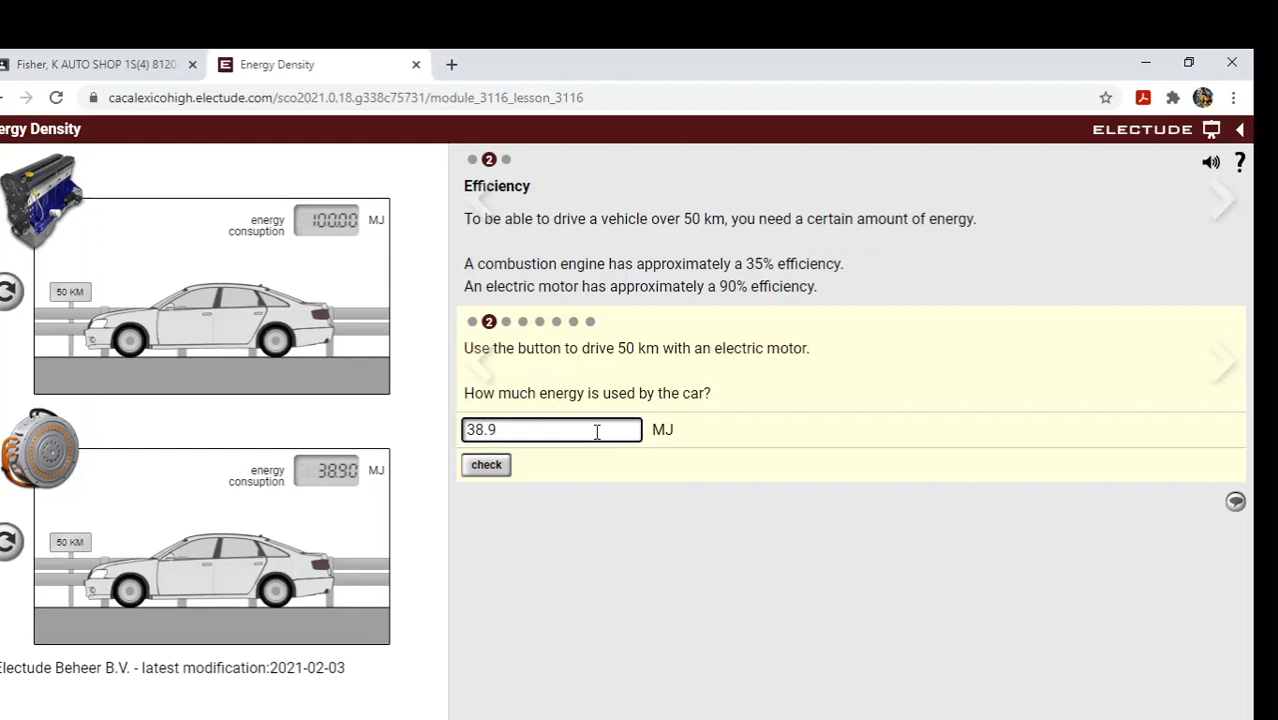 Fisher, K AUTO SHOP 1S(4) 8120
Energy Density
cacalexicohigh.electude.com/sco2021.0.18.g338c75731/module_3116_lesson_3116
ergy Density
ELECTUDE
energy
consuption
100.00 MJ
50 KM
energy
consuption
38.90 MJ
50 KM
Electude Beheer B.V. - latest modification:2021-02-03
2
Efficiency
To be able to drive a vehicle over 50 km, you need a certain amount of energy.
A combustion engine has approximately a 35% efficiency.
An electric motor has approximately a 90% efficiency.
2
Use the button to drive 50 km with an electric motor.
How much energy is used by the car?
38.9 MJ
check